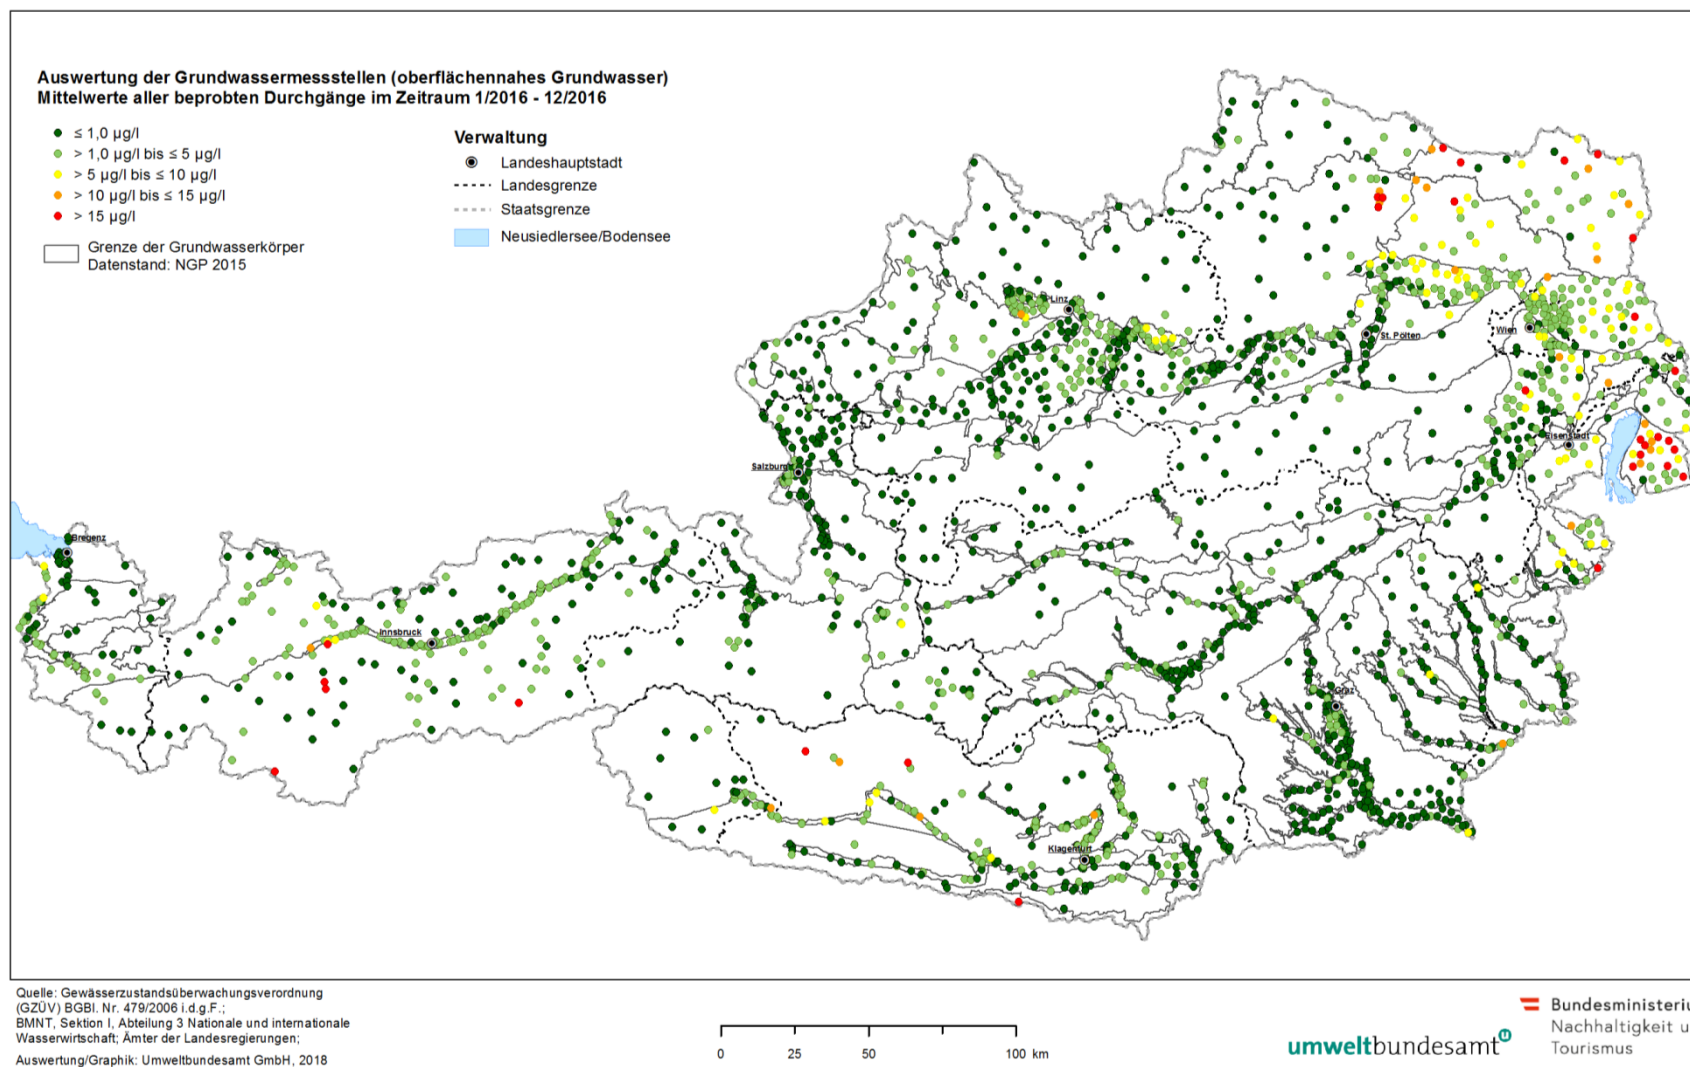 Auswertung der Grundwassermessstellen (oberflächennahes Grundwasser)
Mittelwerte aller beprobten Durchgänge im Zeitraum 1/2016 - 12/2016
≤ 1,0 µg/l
> 1,0 µg/l bis ≤ 5 µg/l
> 5 µg/l bis ≤ 10 µg/l
> 10 µg/l bis ≤ 15 µg/l
> 15 µg/l
Grenze der Grundwasserkörper
Datenstand: NGP 2015
Verwaltung
Landeshauptstadt
Landesgrenze
Staatsgrenze
Neusiedlersee/Bodensee
Linz
Wien
St. Pölten
Eisenstadt
Salzburg
Bregenz
Innsbruck
Graz
Klagenfurt
Quelle: Gewässerzustandsüberwachungsverordnung
(GZÜV) BGBl. Nr. 479/2006 i.d.g.F.;
BMNT, Sektion I, Abteilung 3 Nationale und internationale
Wasserwirtschaft; Ämter der Landesregierungen;
Auswertung/Graphik: Umweltbundesamt GmbH, 2018
0 25 50 100 km
umweltbundesamt
u
Bundesministeriu
Nachhaltigkeit u
Tourismus